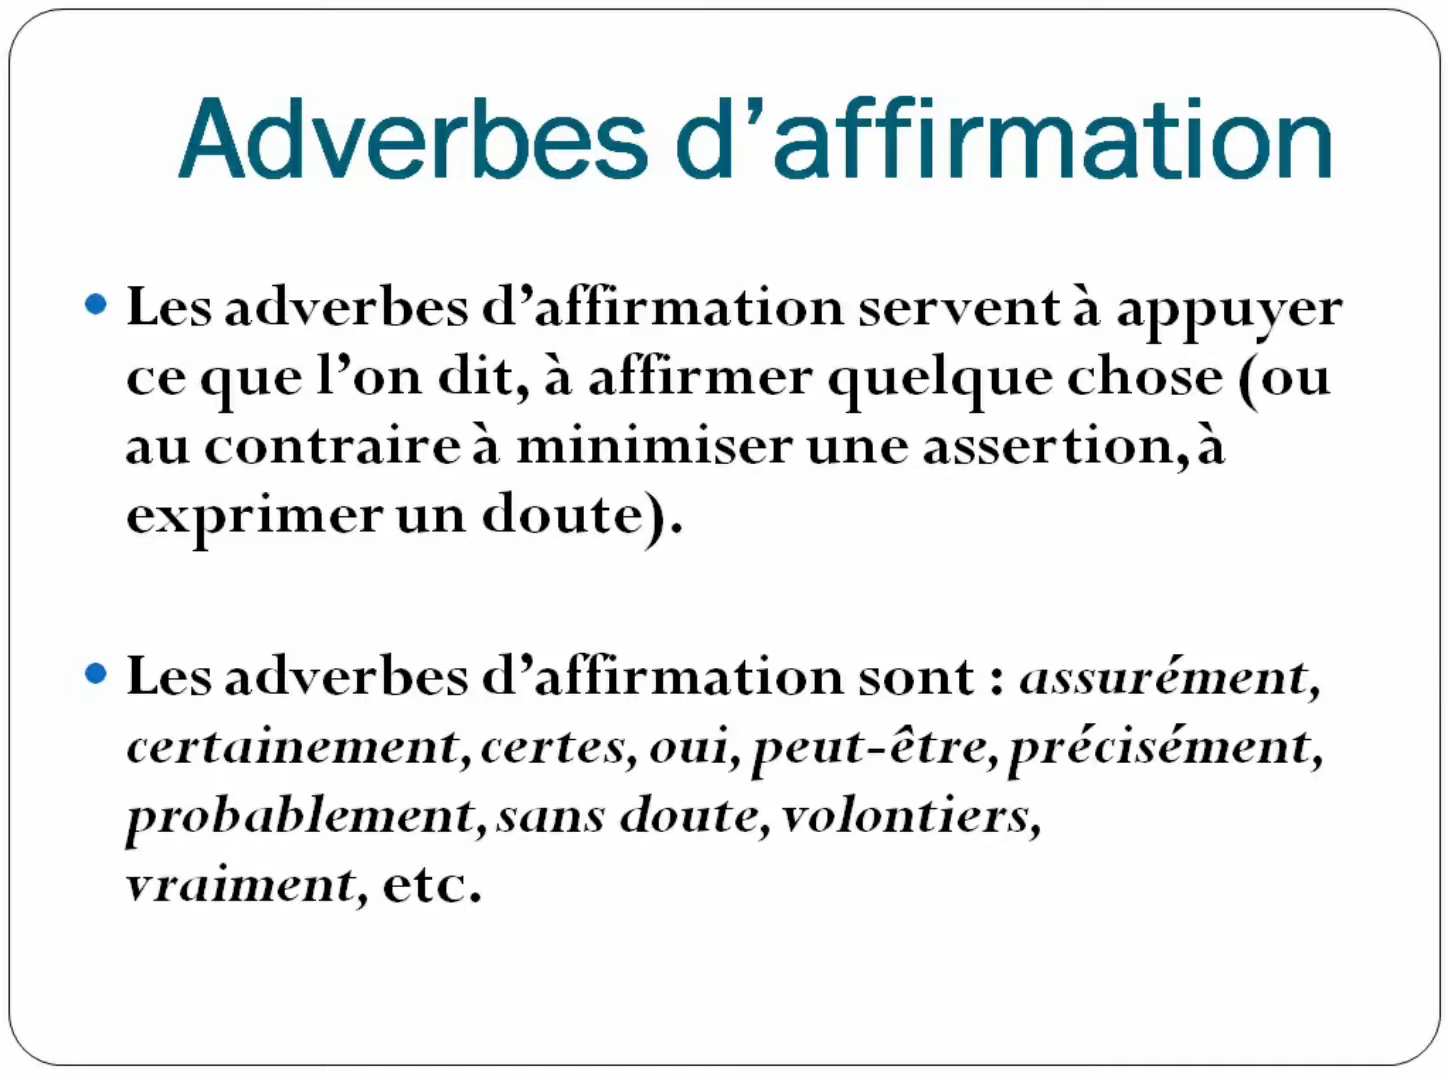 Adverbes d’affirmation
• Les adverbes d’affirmation servent à appuyer
ce que l’on dit, à affirmer quelque chose (ou
au contraire à minimiser une assertion, à
exprimer un doute).
• Les adverbes d’affirmation sont : assurément,
certainement, certes, oui, peut-être, précisément,
probablement, sans doute, volontiers,
vraiment, etc.